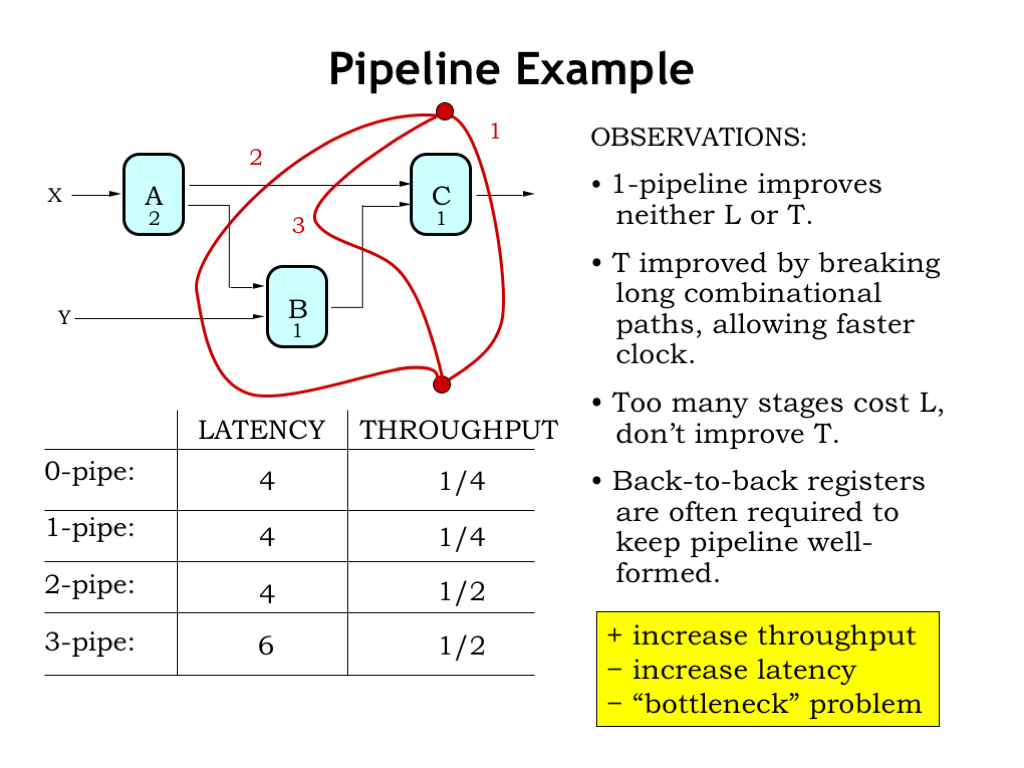 Pipeline Example
1
2
X
A
2
C
1
3
B
1
Y
LATENCY THROUGHPUT
0-pipe: 4 1/4
1-pipe: 4 1/4
2-pipe: 4 1/2
3-pipe: 6 1/2
OBSERVATIONS:
• 1-pipeline improves
neither L or T.
• T improved by breaking
long combinational
paths, allowing faster
clock.
• Too many stages cost L,
don’t improve T.
• Back-to-back registers
are often required to
keep pipeline well-
formed.
+ increase throughput
− increase latency
− “bottleneck” problem